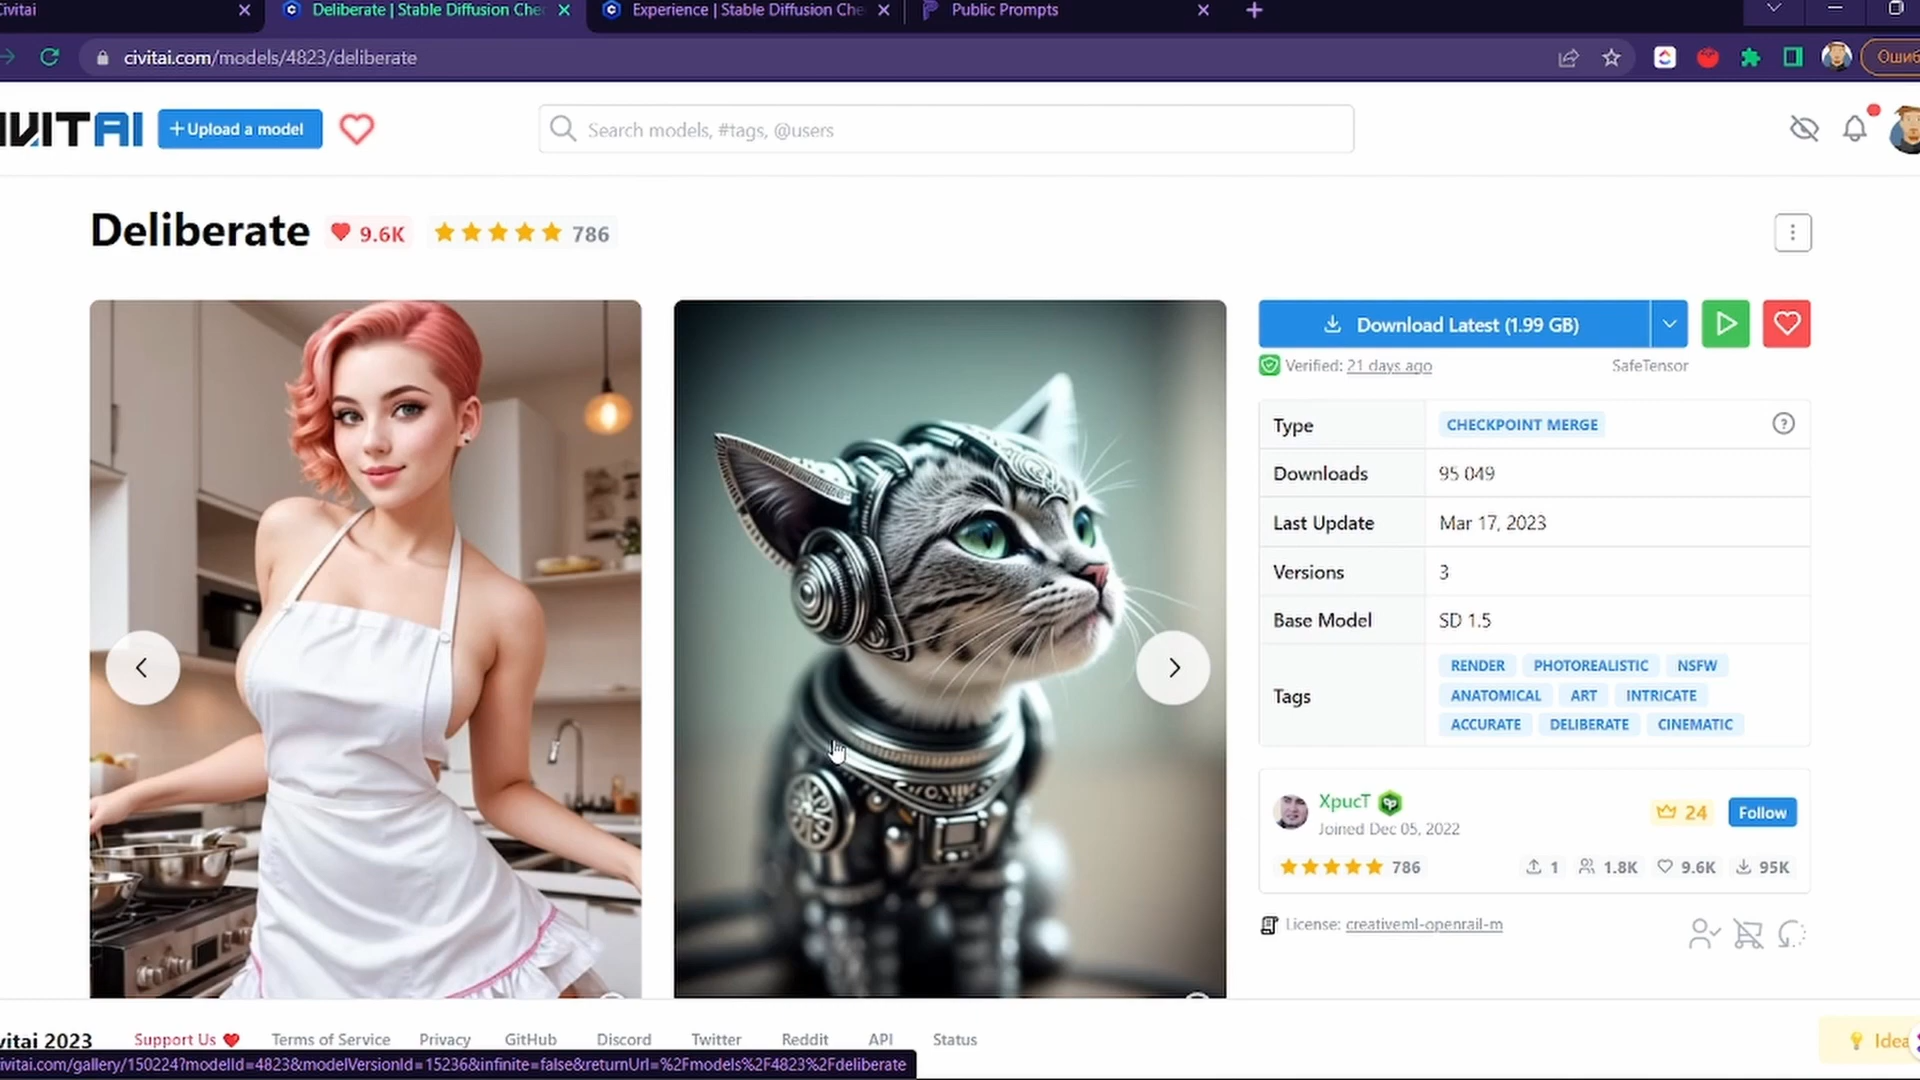 Civitai
Deliberate | Stable Diffusion Che
Experience | Stable Diffusion Che
Public Prompts
civitai.com/models/4823/deliberate
Ошиб
IVITAI
+Upload a model
Search models, #tags, @users
Deliberate
9.6K
786
Download Latest (1.99 GB)
Verified: 21 days ago
SafeTensor
Type
CHECKPOINT MERGE
Downloads
95 049
Last Update
Mar 17, 2023
Versions
3
Base Model
SD 1.5
Tags
RENDER PHOTOREALISTIC NSFW
ANATOMICAL ART INTRICATE
ACCURATE DELIBERATE CINEMATIC
XpucT
24
Follow
Joined Dec 05, 2022
786
1
1.8K
9.6K
95K
License: creativeml-openrail-m
vitai 2023
Support Us
Terms of Service
Privacy
GitHub
Discord
Twitter
Reddit
API
Status
Idea
ivitai.com/gallery/150224?modelId=4823&modelVersionId=15236&infinite=false&returnUrl=%2Fmodels%2F4823%2Fdeliberate